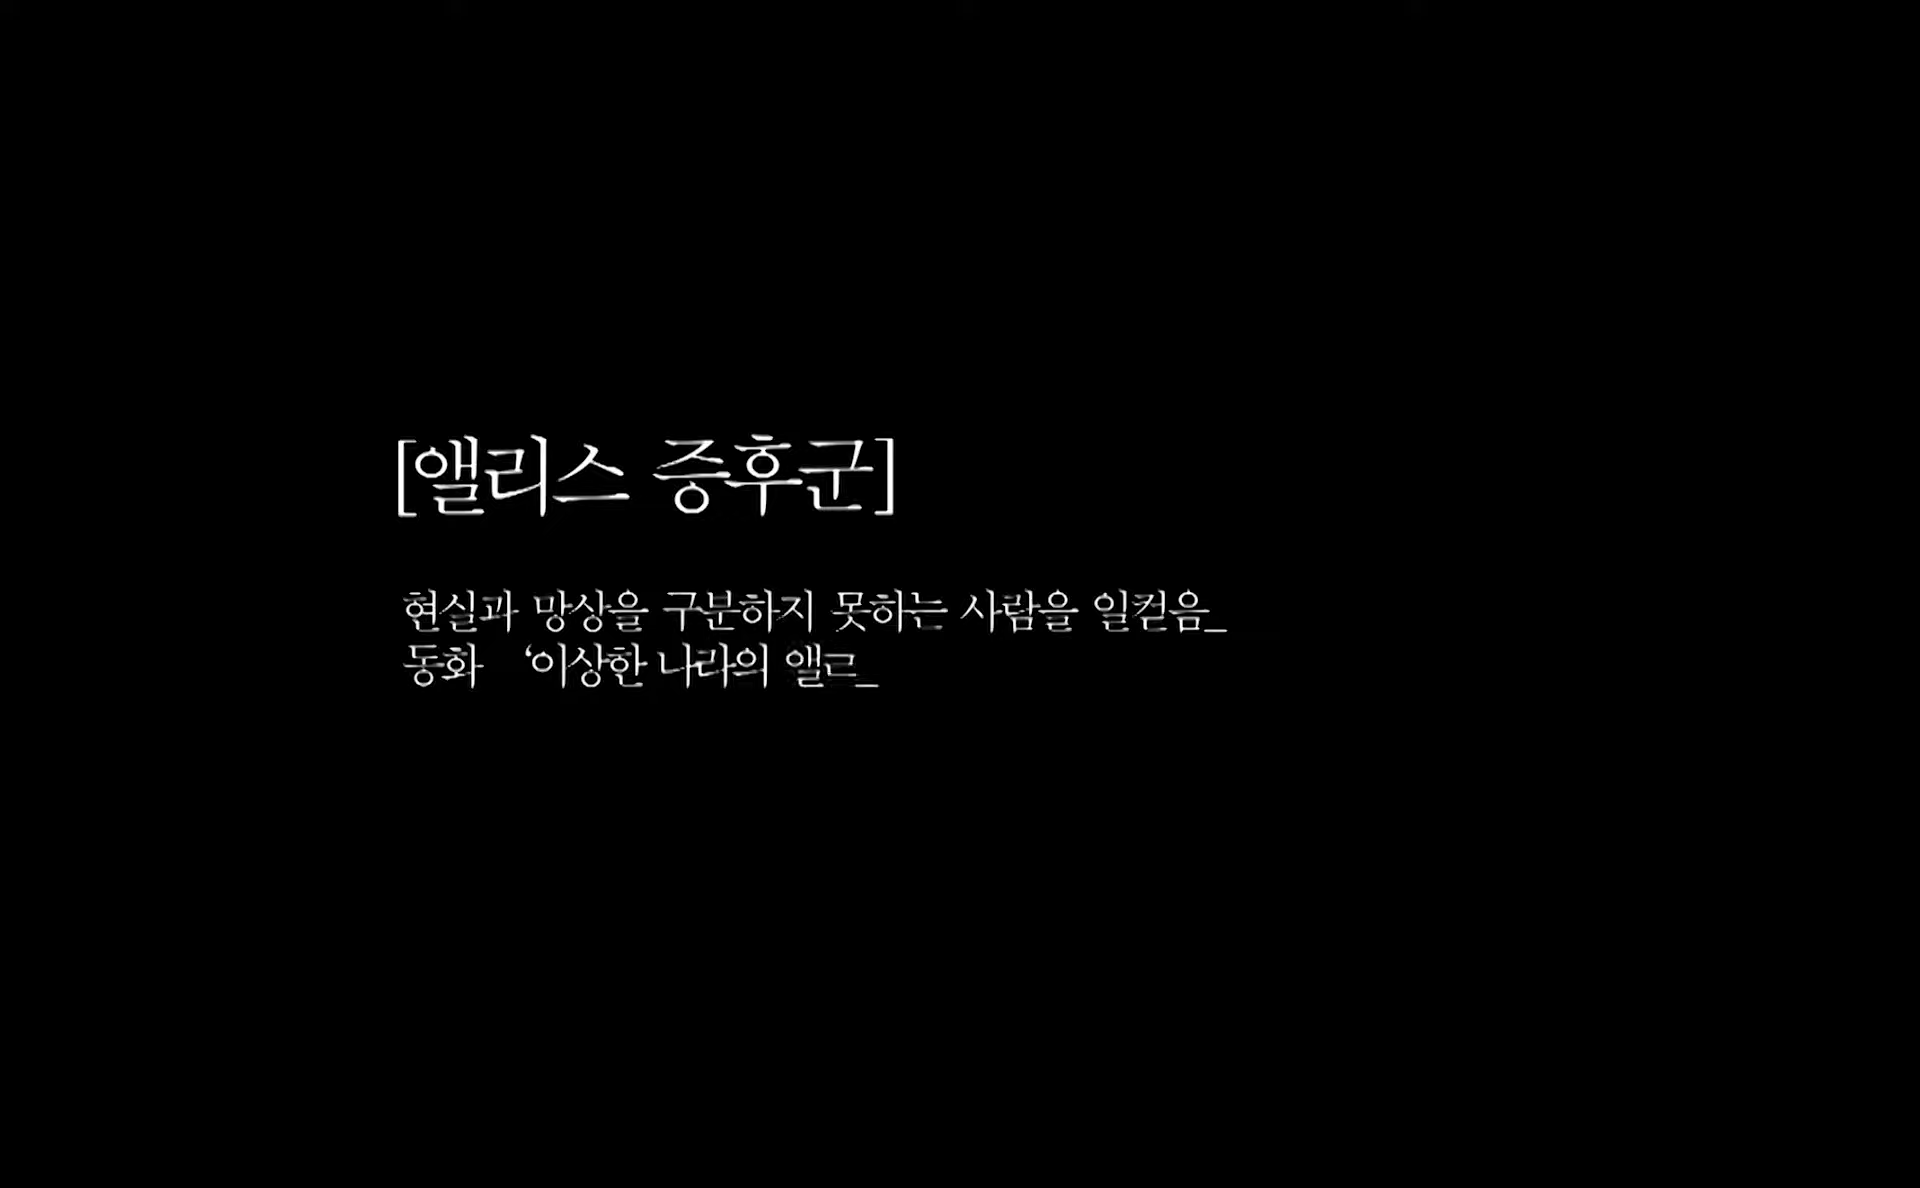 [앨리스 증후군]
현실과 망상을 구분하지 못하는 사람을 일컫음_
동화 ‘이상한 나라의 앨르_